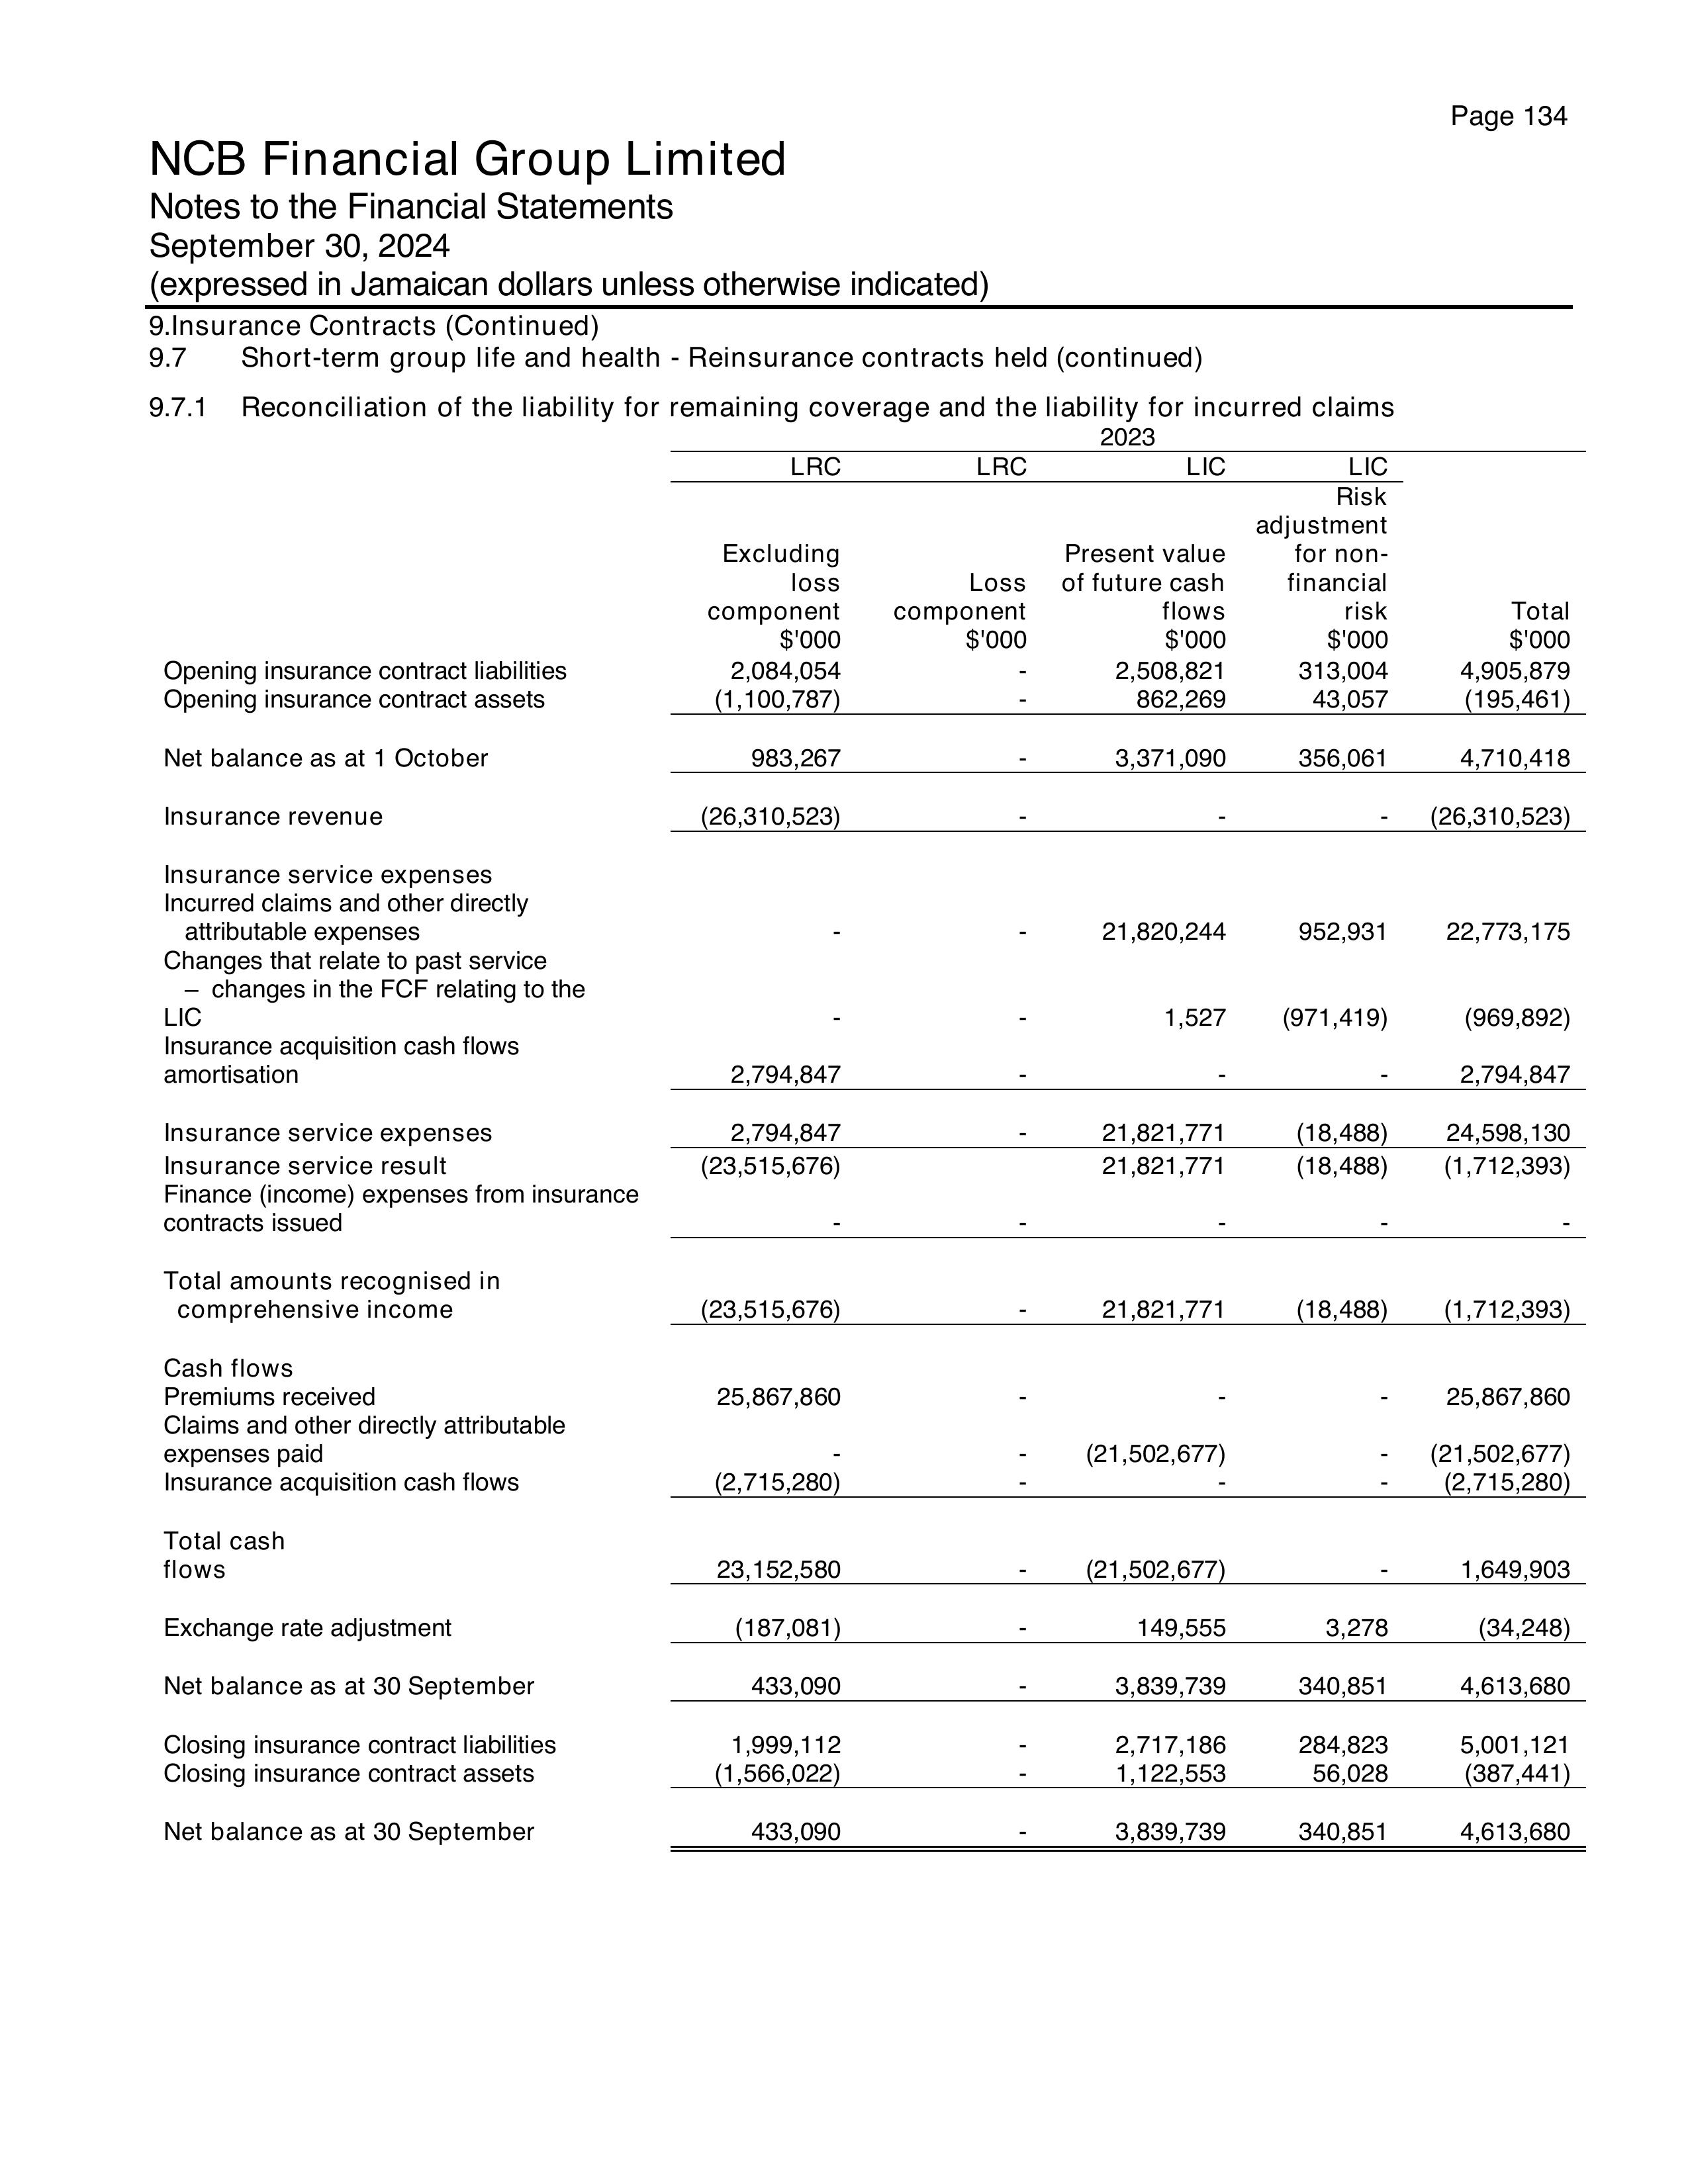 Page 134
NCB Financial Group Limited
Notes to the Financial Statements
September 30, 2024
(expressed in Jamaican dollars unless otherwise indicated)
9.Insurance Contracts (Continued)
9.7 Short-term group life and health - Reinsurance contracts held (continued)
9.7.1 Reconciliation of the liability for remaining coverage and the liability for incurred claims
2023
LRC LRC LIC LIC
Risk
adjustment
Excluding Present value for non-
loss Loss of future cash financial
component component flows risk Total
$'000 $'000 $'000 $'000 $'000
Opening insurance contract liabilities 2,084,054 - 2,508,821 313,004 4,905,879
Opening insurance contract assets (1,100,787) - 862,269 43,057 (195,461)
Net balance as at 1 October 983,267 - 3,371,090 356,061 4,710,418
Insurance revenue (26,310,523) - - - (26,310,523)
Insurance service expenses
Incurred claims and other directly
attributable expenses - - 21,820,244 952,931 22,773,175
Changes that relate to past service
– changes in the FCF relating to the
LIC - - 1,527 (971,419) (969,892)
Insurance acquisition cash flows
amortisation 2,794,847 - - - 2,794,847
Insurance service expenses 2,794,847 - 21,821,771 (18,488) 24,598,130
Insurance service result (23,515,676) 21,821,771 (18,488) (1,712,393)
Finance (income) expenses from insurance
contracts issued - - - - -
Total amounts recognised in
comprehensive income (23,515,676) - 21,821,771 (18,488) (1,712,393)
Cash flows
Premiums received 25,867,860 - - - 25,867,860
Claims and other directly attributable
expenses paid - - (21,502,677) - (21,502,677)
Insurance acquisition cash flows (2,715,280) - - - (2,715,280)
Total cash
flows 23,152,580 - (21,502,677) - 1,649,903
Exchange rate adjustment (187,081) - 149,555 3,278 (34,248)
Net balance as at 30 September 433,090 - 3,839,739 340,851 4,613,680
Closing insurance contract liabilities 1,999,112 - 2,717,186 284,823 5,001,121
Closing insurance contract assets (1,566,022) - 1,122,553 56,028 (387,441)
Net balance as at 30 September 433,090 - 3,839,739 340,851 4,613,680